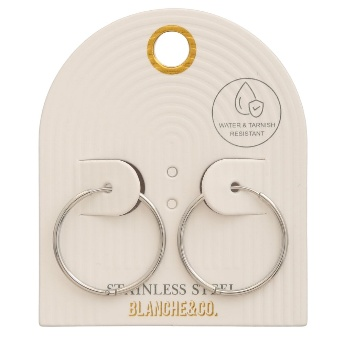 WATER & TARNISH
RESISTANT
STAINLESS STEEL
BLANCHE&CO.